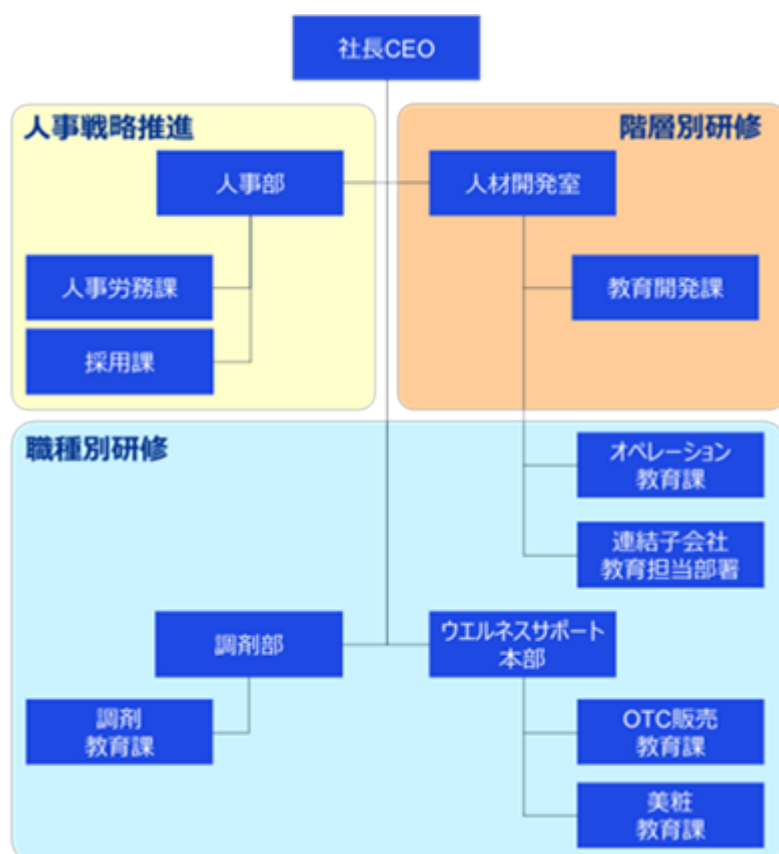 社長CEO
人事戦略推進
階層別研修
人事部
人材開発室
人事労務課
教育開発課
採用課
職種別研修
オペレーション
教育課
連結子会社
教育担当部署
調剤部
ウエルネスサポート
本部
調剤
教育課
OTC販売
教育課
美粧
教育課